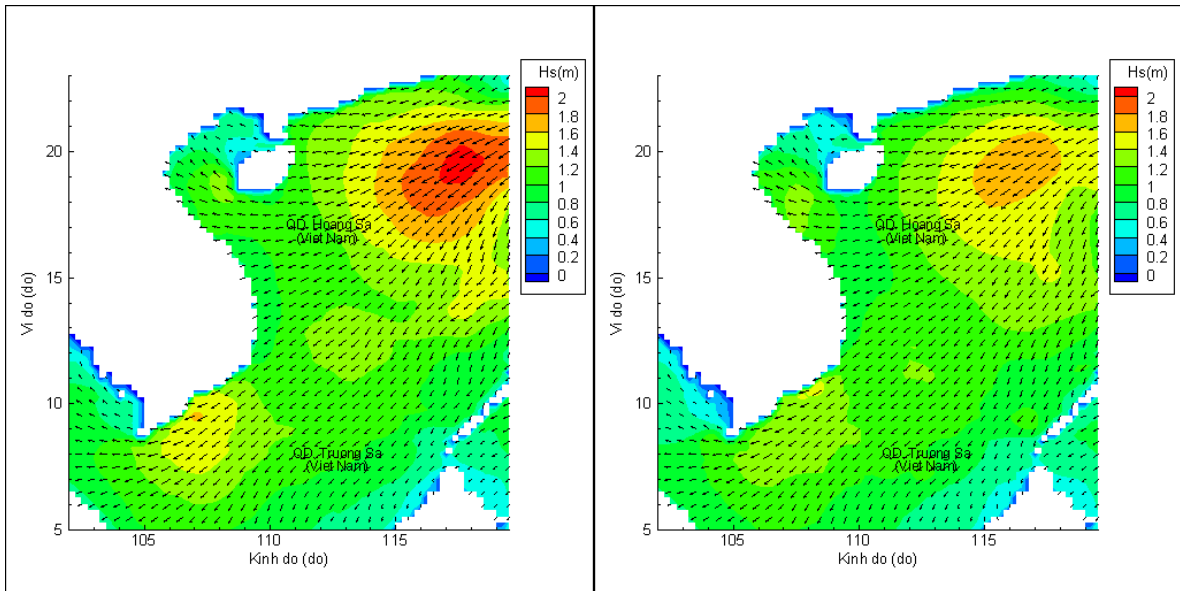 Hs(m)
2
1.8
1.6
1.4
1.2
1
0.8
0.6
0.4
0.2
0
20
15
10
5
Vi do (do)
QD. Hoang Sa
(Viet Nam)
QD. Truong Sa
(Viet Nam)
105
110
115
Kinh do (do)
Hs(m)
2
1.8
1.6
1.4
1.2
1
0.8
0.6
0.4
0.2
0
20
15
10
5
Vi do (do)
QD. Hoang Sa
(Viet Nam)
QD. Truong Sa
(Viet Nam)
105
110
115
Kinh do (do)